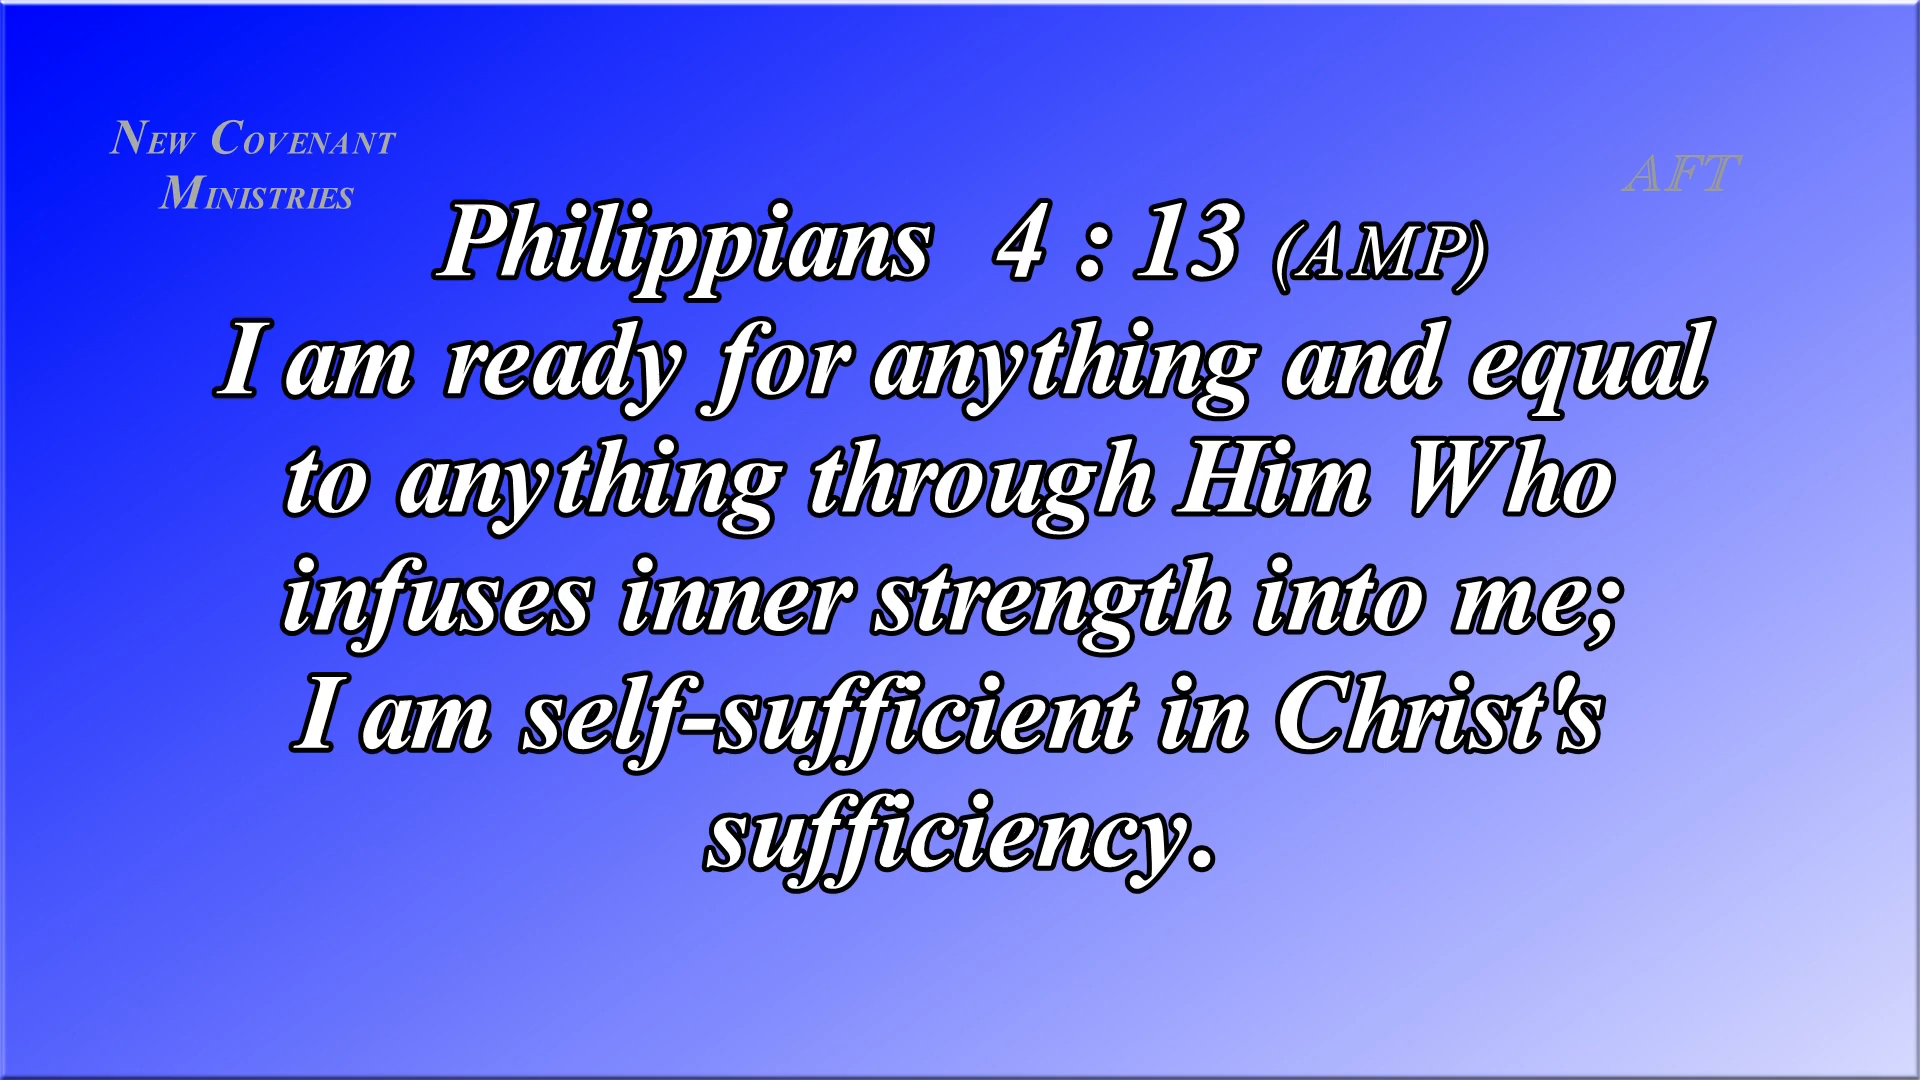 New Covenant
Ministries
AFT
Philippians 4 : 13 (AMP)
I am ready for anything and equal
to anything through Him Who
infuses inner strength into me;
I am self-sufficient in Christ's
sufficiency.